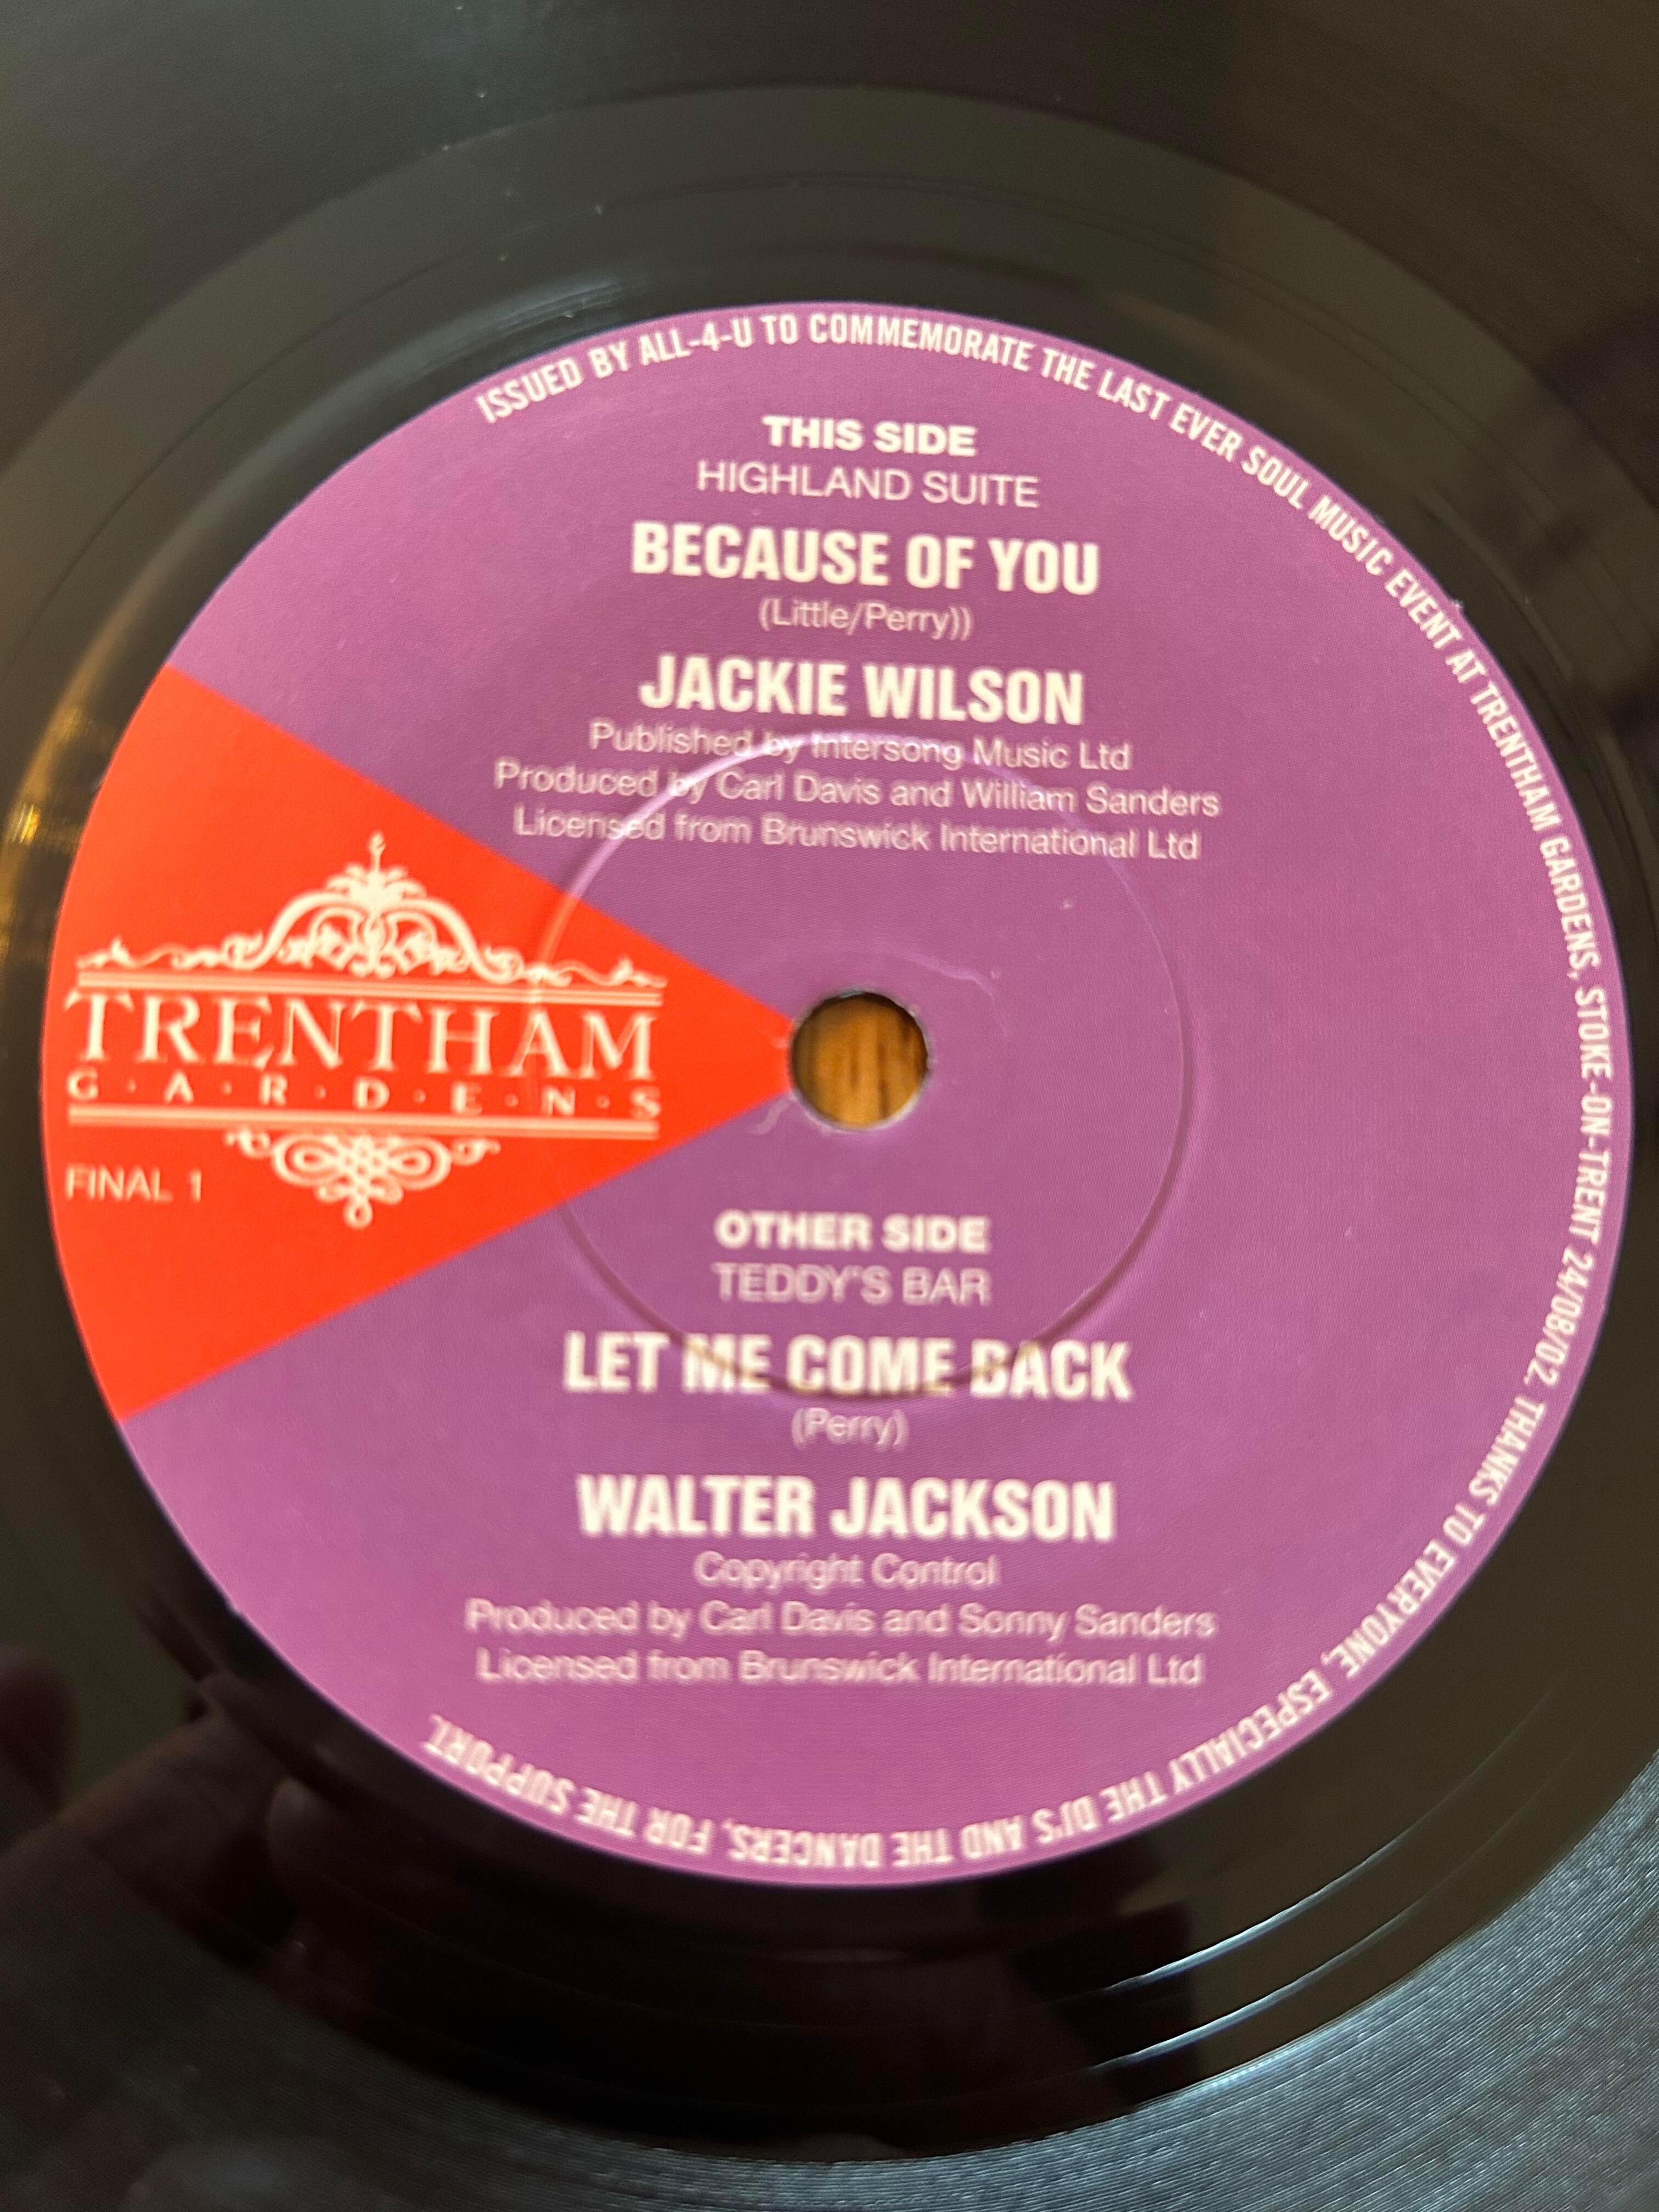 ISSUED BY ALL-4-U TO COMMEMORATE THE LAST EVER SOUL MUSIC EVENT AT TRENTHAM GARDENS, STOKE-ON-TRENT 24/08/02. THANKS TO EVERYONE, ESPECIALLY THE DJ'S AND THE DANCERS, FOR THE SUPPORT.
THIS SIDE
HIGHLAND SUITE
BECAUSE OF YOU
(Little/Perry))
JACKIE WILSON
Published by Intersong Music Ltd
Produced by Carl Davis and William Sanders
Licensed from Brunswick International Ltd
TRENTHAM
G·A·R·D·E·N·S
FINAL 1
OTHER SIDE
TEDDY'S BAR
LET ME COME BACK
(Perry)
WALTER JACKSON
Copyright Control
Produced by Carl Davis and Sonny Sanders
Licensed from Brunswick International Ltd